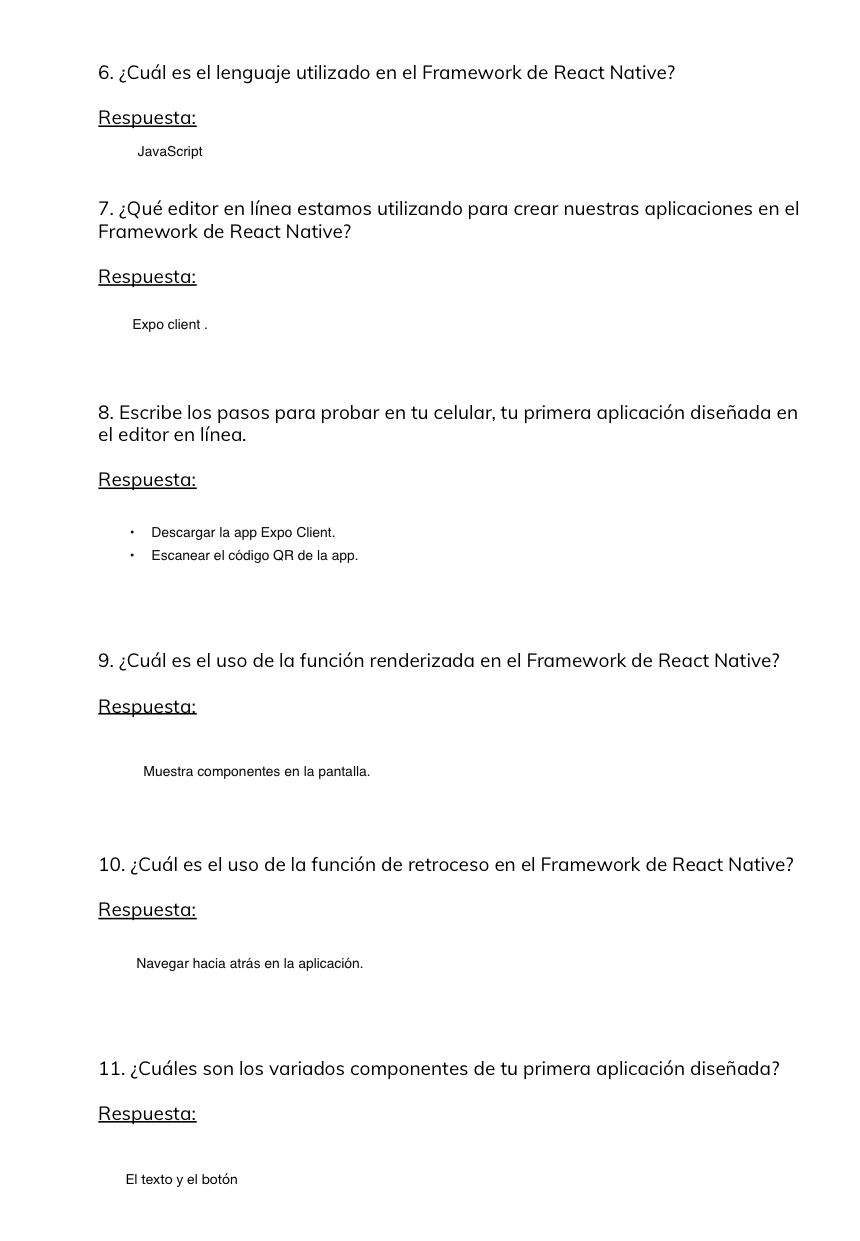 6. ¿Cuál es el lenguaje utilizado en el Framework de React Native?
Respuesta:
JavaScript
7. ¿Qué editor en línea estamos utilizando para crear nuestras aplicaciones en el
Framework de React Native?
Respuesta:
Expo client .
8. Escribe los pasos para probar en tu celular, tu primera aplicación diseñada en
el editor en línea.
Respuesta:
• Descargar la app Expo Client.
• Escanear el código QR de la app.
9. ¿Cuál es el uso de la función renderizada en el Framework de React Native?
Respuesta:
Muestra componentes en la pantalla.
10. ¿Cuál es el uso de la función de retroceso en el Framework de React Native?
Respuesta:
Navegar hacia atrás en la aplicación.
11. ¿Cuáles son los variados componentes de tu primera aplicación diseñada?
Respuesta:
El texto y el botón